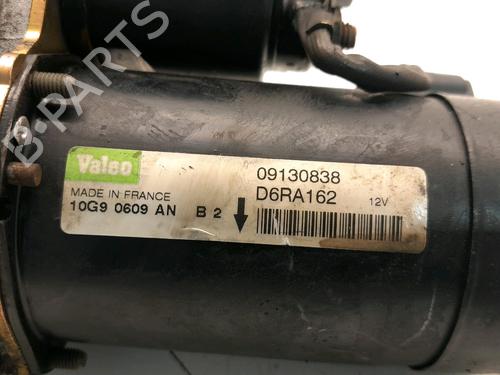 B-PARTS
Valeo
09130838
MADE IN FRANCE
D6RA162 12V
10G9 0609 AN B 2